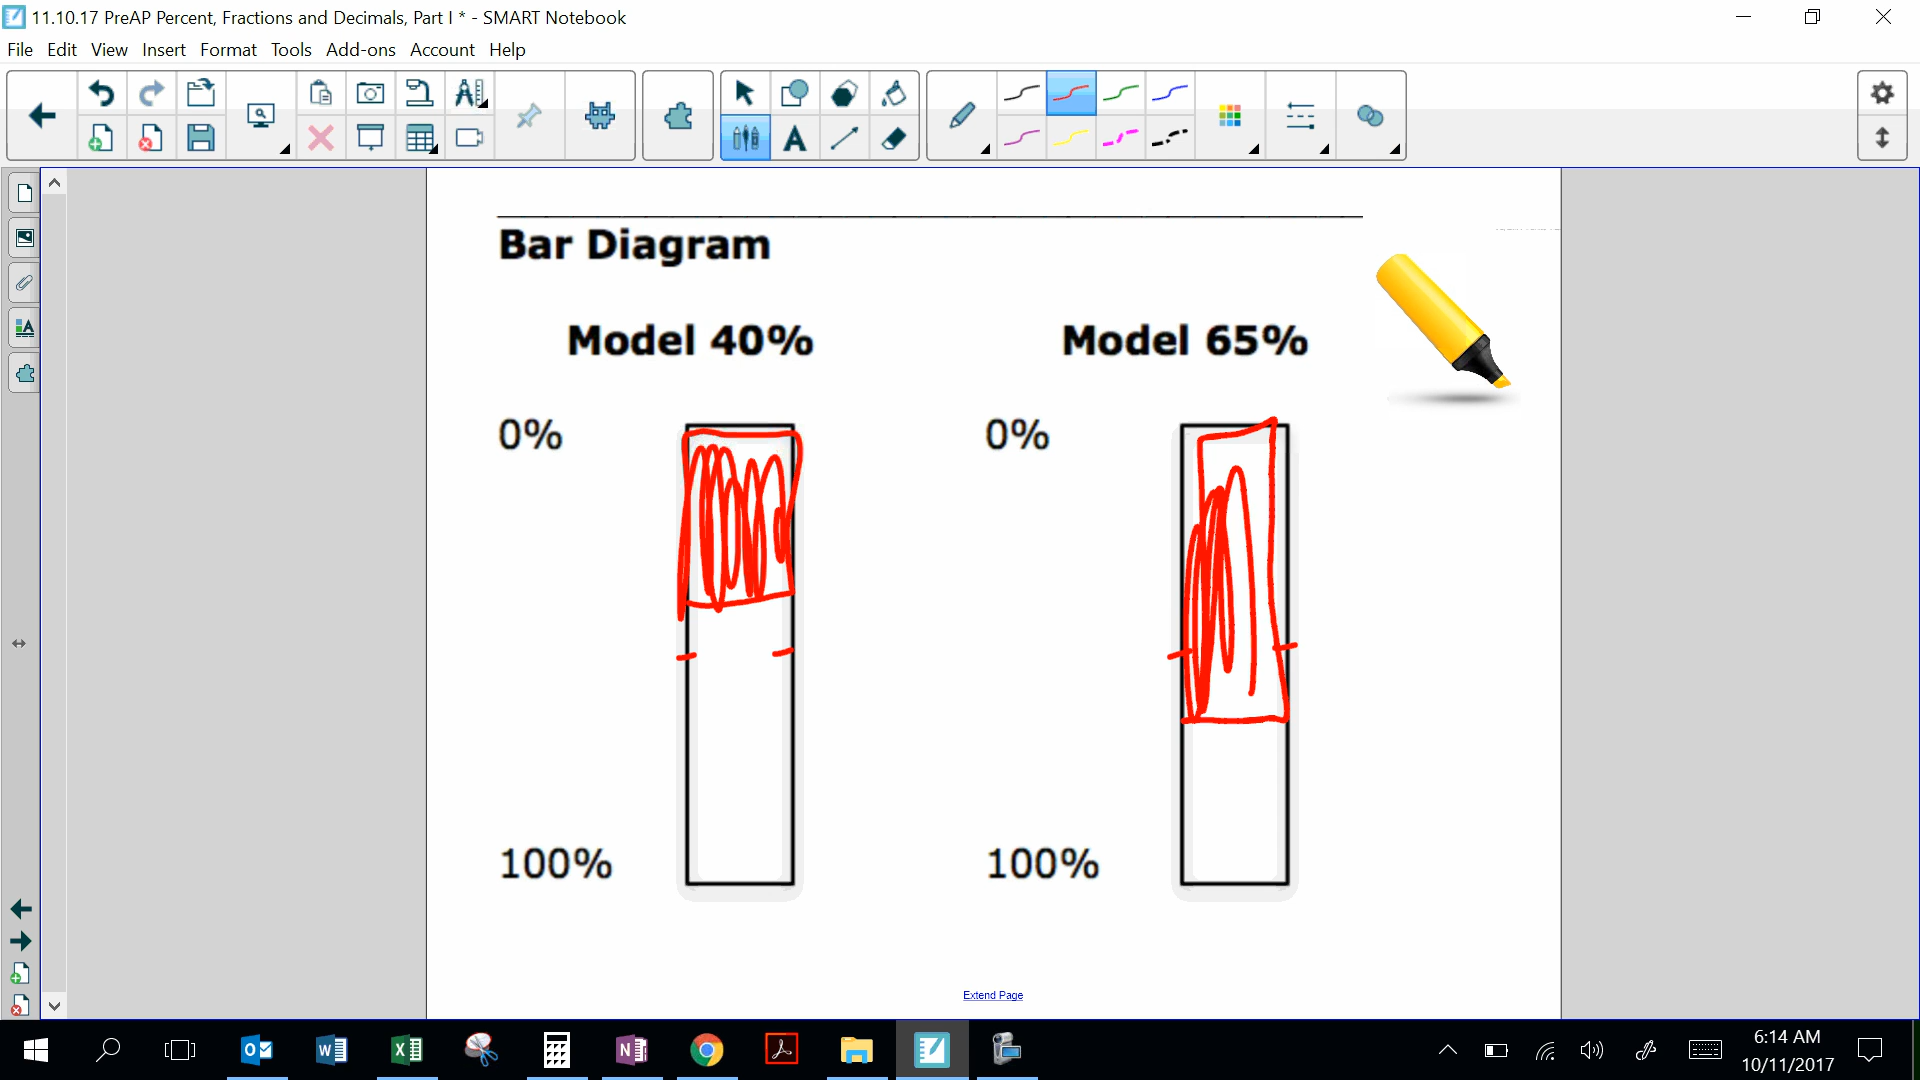 11.10.17 PreAP Percent, Fractions and Decimals, Part I * - SMART Notebook
File Edit View Insert Format Tools Add-ons Account Help
Bar Diagram
Model 40% Model 65%
0% 0%
100% 100%
Extend Page
6:14 AM
10/11/2017